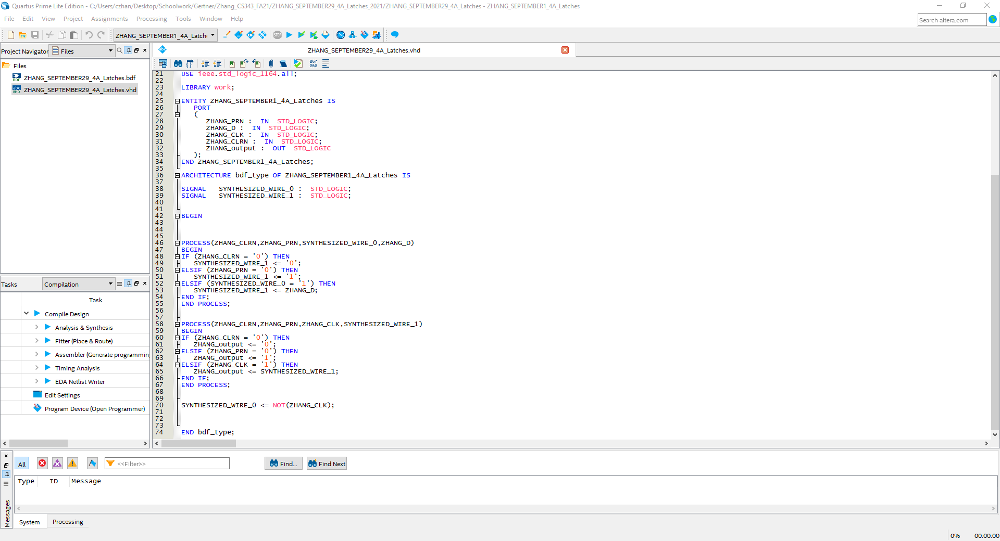 Quartus Prime Lite Edition - C:/Users/czhan/Desktop/Schoolwork/Gertner/Zhang_CS343_FA21/ZHANG_SEPTEMBER29_4A_Latches_2021/ZHANG_SEPTEMBER29_4A_Latches - ZHANG_SEPTEMBER1_4A_Latches
File Edit View Project Assignments Processing Tools Window Help
Search altera.com
ZHANG_SEPTEMBER1_4A_Latche
STOP
Project Navigator Files
abc ZHANG_SEPTEMBER29_4A_Latches.vhd
Files
BDF ZHANG_SEPTEMBER29_4A_Latches.bdf
abc VHD ZHANG_SEPTEMBER29_4A_Latches.vhd
267
268
21 USE ieee.std_logic_1164.all;
22
23 LIBRARY work;
24
25 ENTITY ZHANG_SEPTEMBER1_4A_Latches IS
26 PORT
27 (
28 ZHANG_PRN : IN STD_LOGIC;
29 ZHANG_D : IN STD_LOGIC;
30 ZHANG_CLK : IN STD_LOGIC;
31 ZHANG_CLRN : IN STD_LOGIC;
32 ZHANG_output : OUT STD_LOGIC
33 );
34 END ZHANG_SEPTEMBER1_4A_Latches;
35
36 ARCHITECTURE bdf_type OF ZHANG_SEPTEMBER1_4A_Latches IS
37
38 SIGNAL SYNTHESIZED_WIRE_0 : STD_LOGIC;
39 SIGNAL SYNTHESIZED_WIRE_1 : STD_LOGIC;
40
41
42 BEGIN
43
44
45
46 PROCESS(ZHANG_CLRN,ZHANG_PRN,SYNTHESIZED_WIRE_0,ZHANG_D)
47 BEGIN
48 IF (ZHANG_CLRN = '0') THEN
49 SYNTHESIZED_WIRE_1 <= '0';
50 ELSIF (ZHANG_PRN = '0') THEN
51 SYNTHESIZED_WIRE_1 <= '1';
52 ELSIF (SYNTHESIZED_WIRE_0 = '1') THEN
53 SYNTHESIZED_WIRE_1 <= ZHANG_D;
54 END IF;
55 END PROCESS;
56
57
58 PROCESS(ZHANG_CLRN,ZHANG_PRN,ZHANG_CLK,SYNTHESIZED_WIRE_1)
59 BEGIN
60 IF (ZHANG_CLRN = '0') THEN
61 ZHANG_output <= '0';
62 ELSIF (ZHANG_PRN = '0') THEN
63 ZHANG_output <= '1';
64 ELSIF (ZHANG_CLK = '1') THEN
65 ZHANG_output <= SYNTHESIZED_WIRE_1;
66 END IF;
67 END PROCESS;
68
69
70 SYNTHESIZED_WIRE_0 <= NOT(ZHANG_CLK);
71
72
73
74 END bdf_type;
Tasks Compilation
Task
Compile Design
Analysis & Synthesis
Fitter (Place & Route)
Assembler (Generate programmin
Timing Analysis
EDA Netlist Writer
Edit Settings
Program Device (Open Programmer)
All <<Filter>> Find... Find Next
Type ID Message
Messages
System Processing
0% 00:00:00